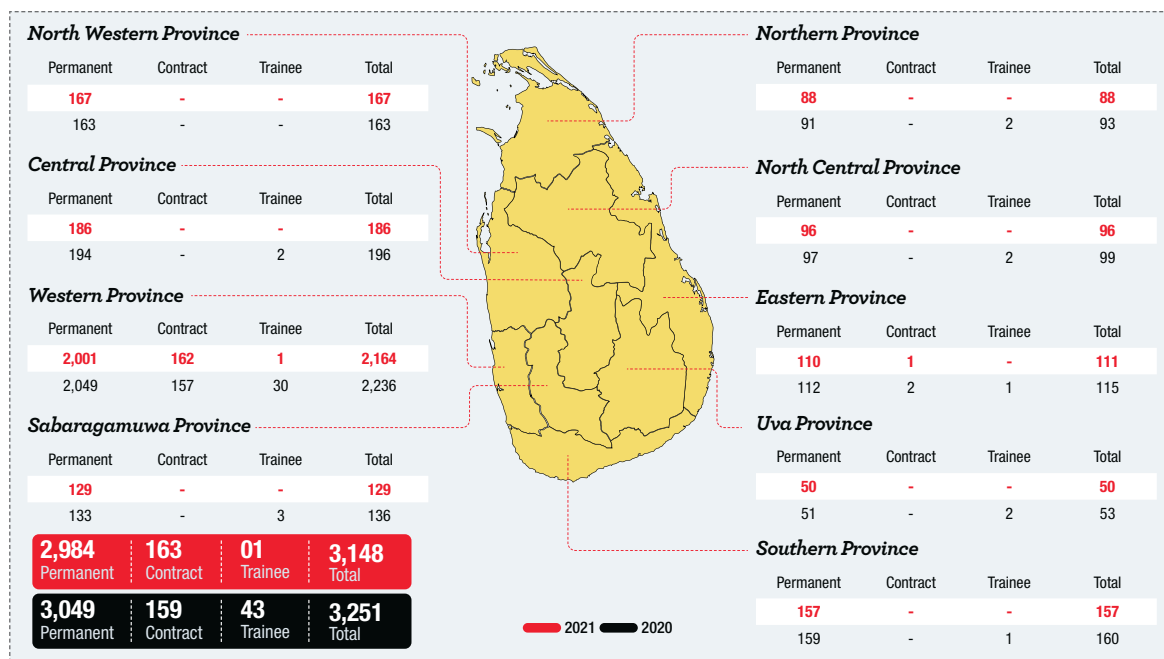 North Western Province
Permanent Contract Trainee Total
167 - - 167
163 - - 163
Central Province
Permanent Contract Trainee Total
186 - - 186
194 - 2 196
Western Province
Permanent Contract Trainee Total
2,001 162 1 2,164
2,049 157 30 2,236
Sabaragamuwa Province
Permanent Contract Trainee Total
129 - - 129
133 - 3 136
2,984 163 01 3,148
Permanent Contract Trainee Total
3,049 159 43 3,251
Permanent Contract Trainee Total
Northern Province
Permanent Contract Trainee Total
88 - - 88
91 - 2 93
North Central Province
Permanent Contract Trainee Total
96 - - 96
97 - 2 99
Eastern Province
Permanent Contract Trainee Total
110 1 - 111
112 2 1 115
Uva Province
Permanent Contract Trainee Total
50 - - 50
51 - 2 53
Southern Province
Permanent Contract Trainee Total
157 - - 157
159 - 1 160
2021 2020